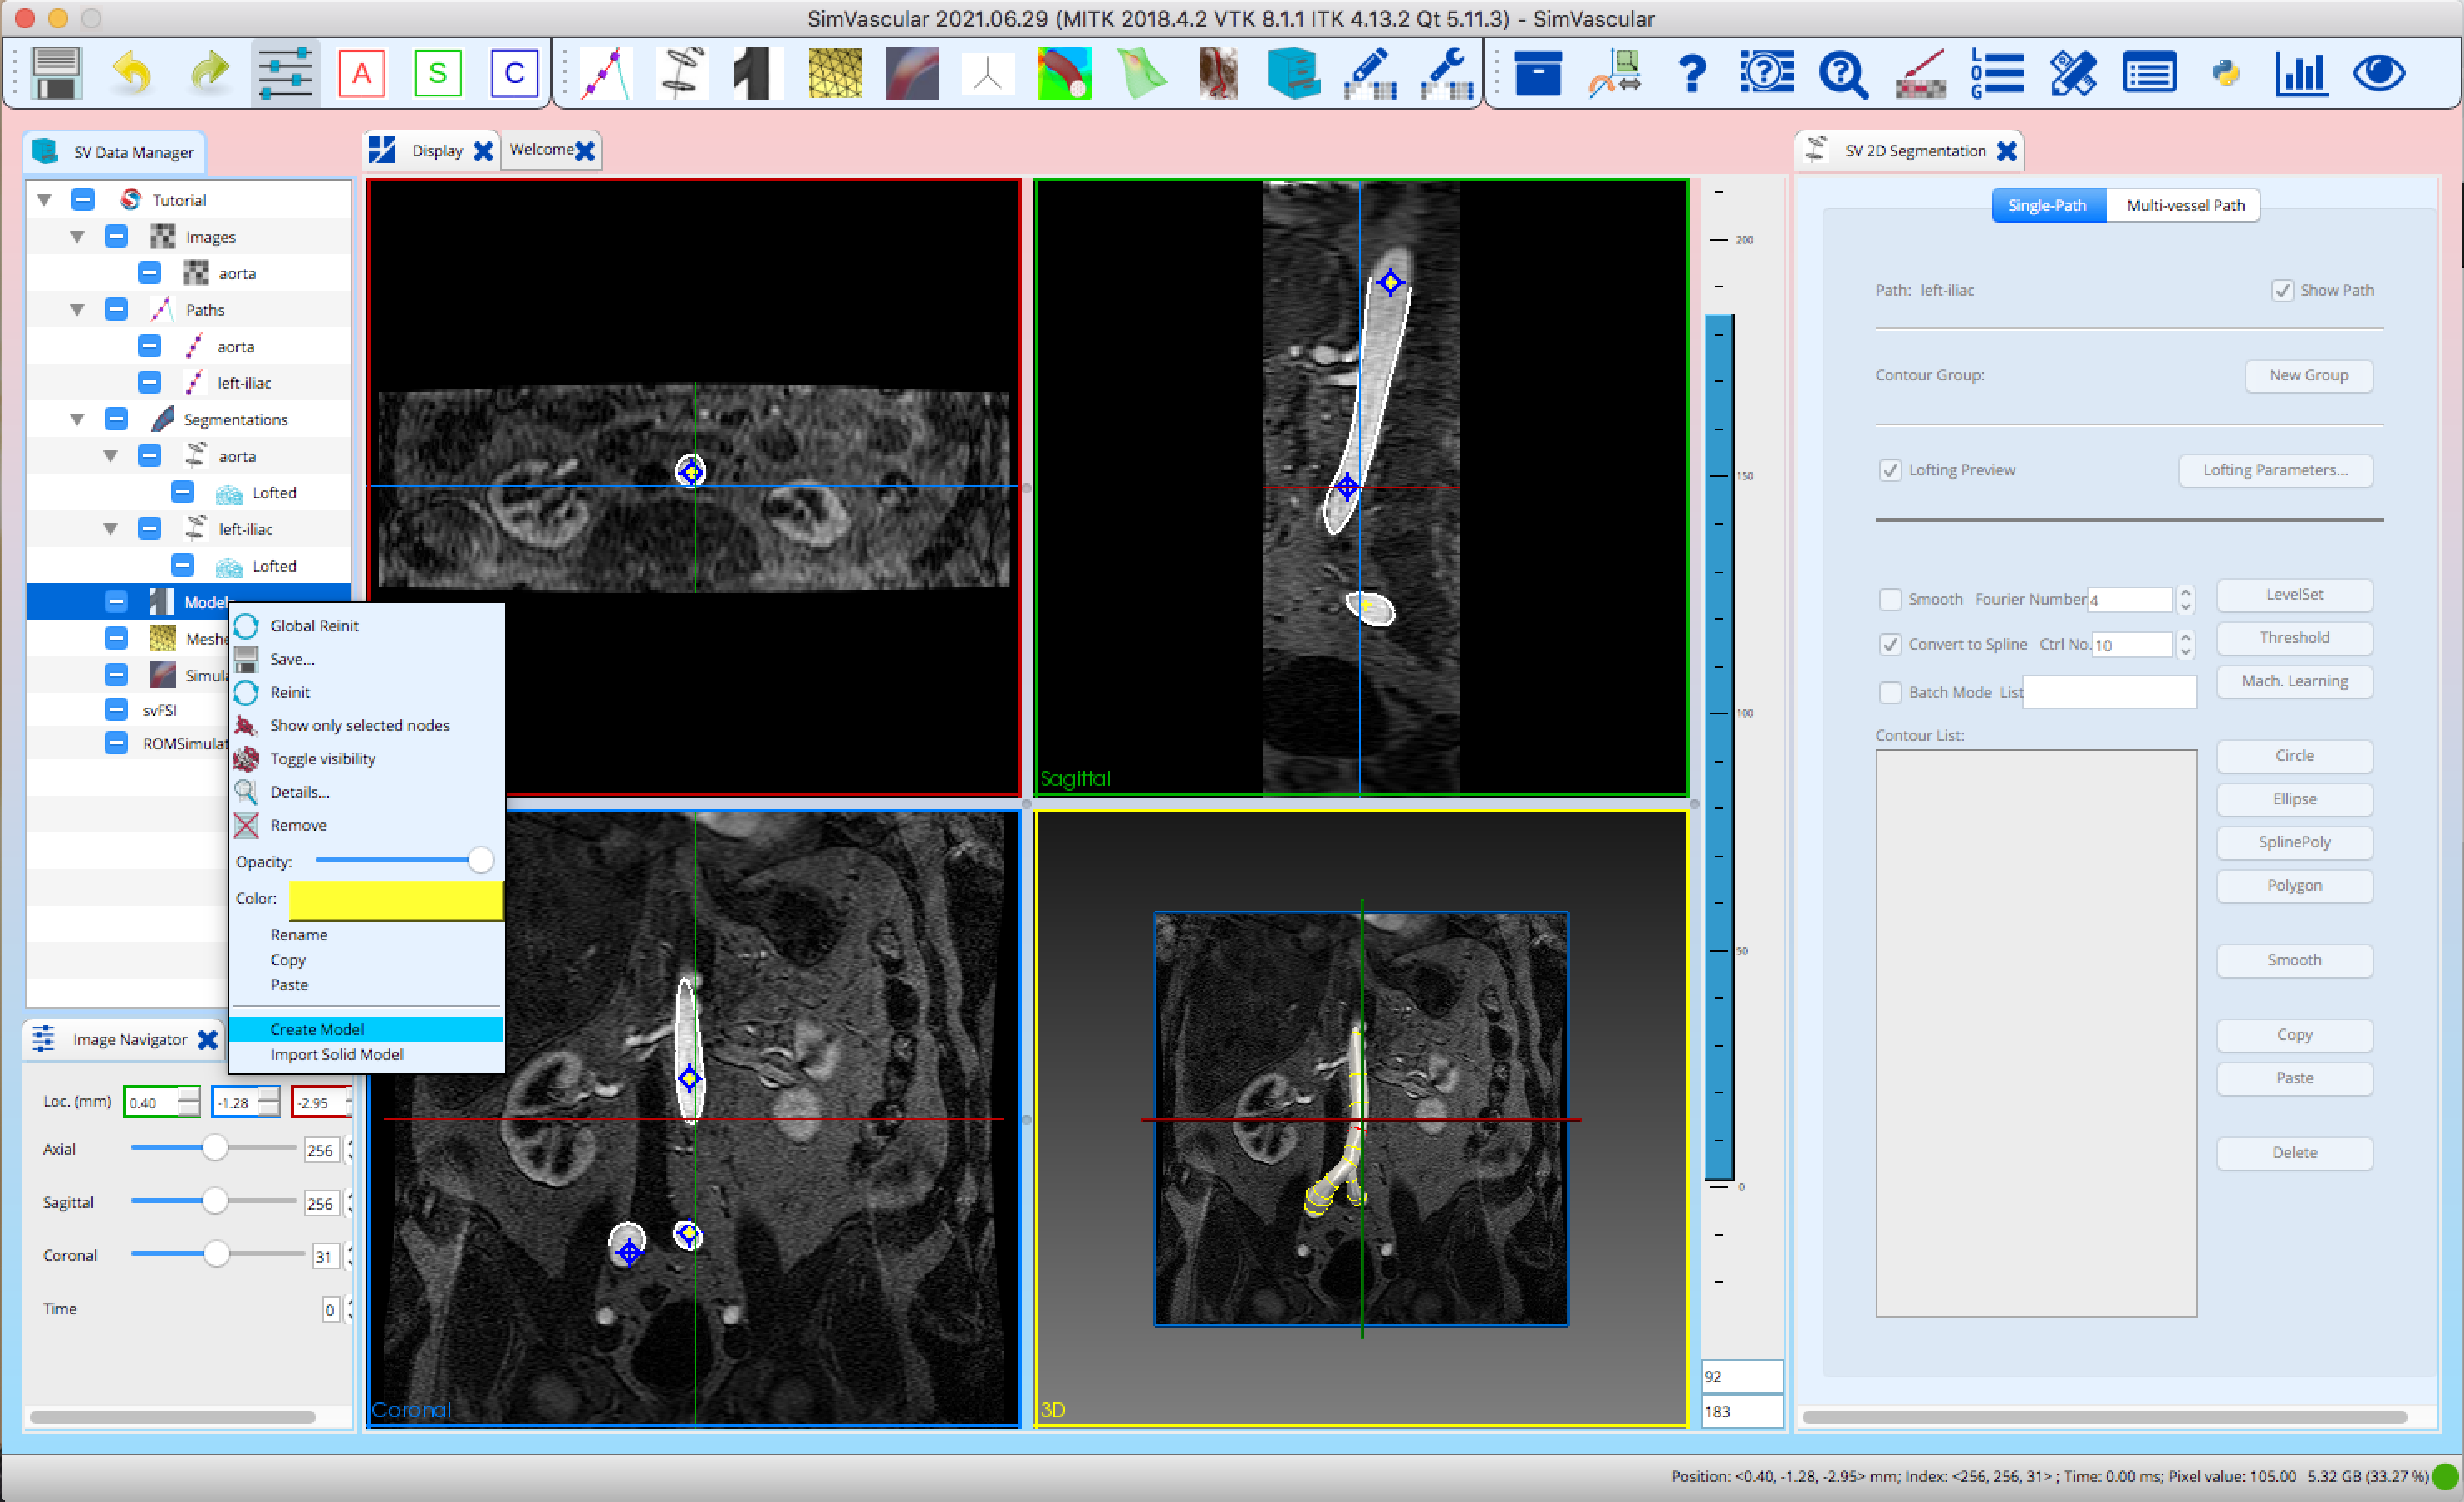 SimVascular 2021.06.29 (MITK 2018.4.2 VTK 8.1.1 ITK 4.13.2 Qt 5.11.3) - SimVascular
A S C
LOG
SV Data Manager
Display
Welcome
SV 2D Segmentation
Tutorial
Images
aorta
Paths
aorta
left-iliac
Segmentations
aorta
Lofted
left-iliac
Lofted
Models
Meshe
Simula
svFSI
ROMSimulat
Global Reinit
Save...
Reinit
Show only selected nodes
Toggle visibility
Details...
Remove
Opacity:
Color:
Rename
Copy
Paste
Create Model
Import Solid Model
Image Navigator
Loc. (mm) 0.40 -1.28 -2.95
Axial 256
Sagittal 256
Coronal 31
Time 0
Sagittal
Coronal
3D
200
150
100
50
0
92
183
Single-Path Multi-vessel Path
Path: left-iliac Show Path
Contour Group: New Group
Lofting Preview Lofting Parameters...
Smooth Fourier Number 4 LevelSet
Convert to Spline Ctrl No. 10 Threshold
Batch Mode List Mach. Learning
Contour List:
Circle
Ellipse
SplinePoly
Polygon
Smooth
Copy
Paste
Delete
Position: <0.40, -1.28, -2.95> mm; Index: <256, 256, 31> ; Time: 0.00 ms; Pixel value: 105.00 5.32 GB (33.27 %)